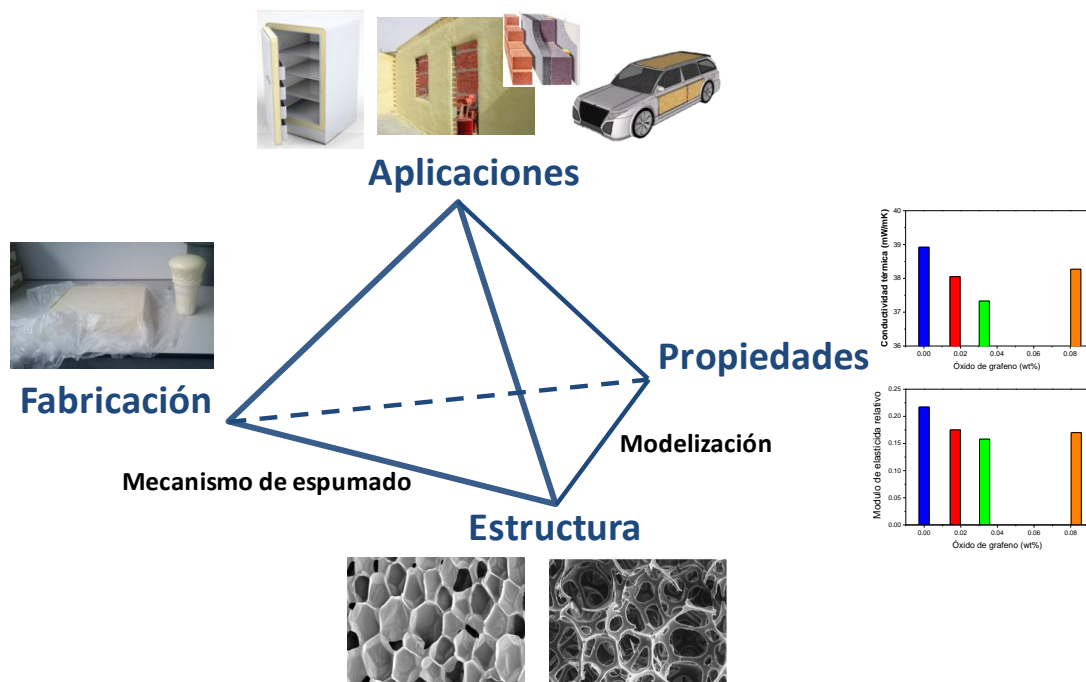 Aplicaciones
Fabricación
Propiedades
Mecanismo de espumado
Modelización
Estructura
Conductividad térmica (mW/mK)
40
39
38
37
36
0.00 0.02 0.04 0.06 0.08
Óxido de grafeno (wt%)
Modulo de elasticida relativo
0.25
0.20
0.15
0.10
0.05
0.00
0.00 0.02 0.04 0.06 0.08
Óxido de grafeno (wt%)